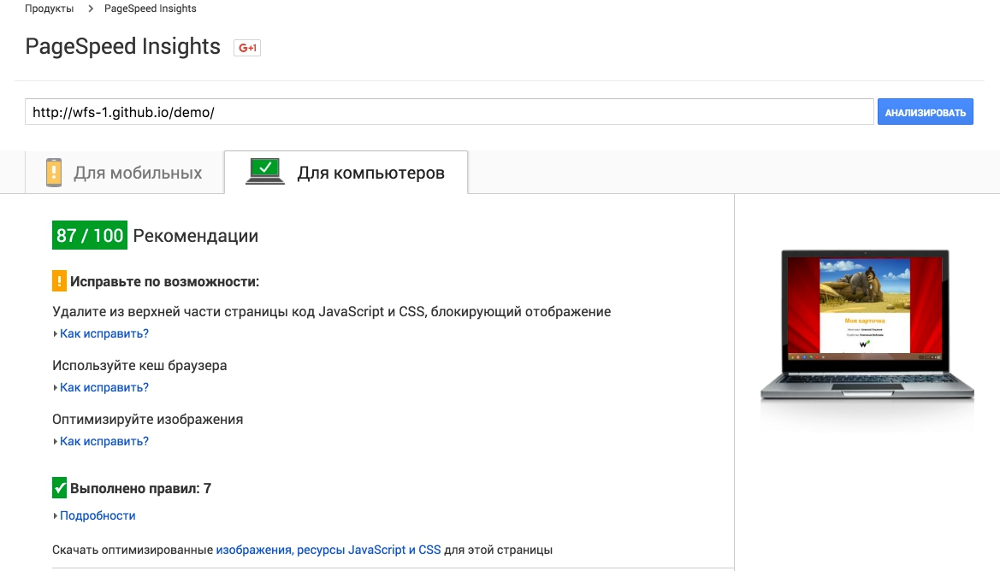 Продукты > PageSpeed Insights
PageSpeed Insights
G+1
http://wfs-1.github.io/demo/
АНАЛИЗИРОВАТЬ
! Для мобильных
Для компьютеров
87 / 100 Рекомендации
! Исправьте по возможности:
Удалите из верхней части страницы код JavaScript и CSS, блокирующий отображение
Как исправить?
Используйте кеш браузера
Как исправить?
Оптимизируйте изображения
Как исправить?
Моя карточка
Выполнено правил: 7
Подробности
Скачать оптимизированные изображения, ресурсы JavaScript и CSS для этой страницы